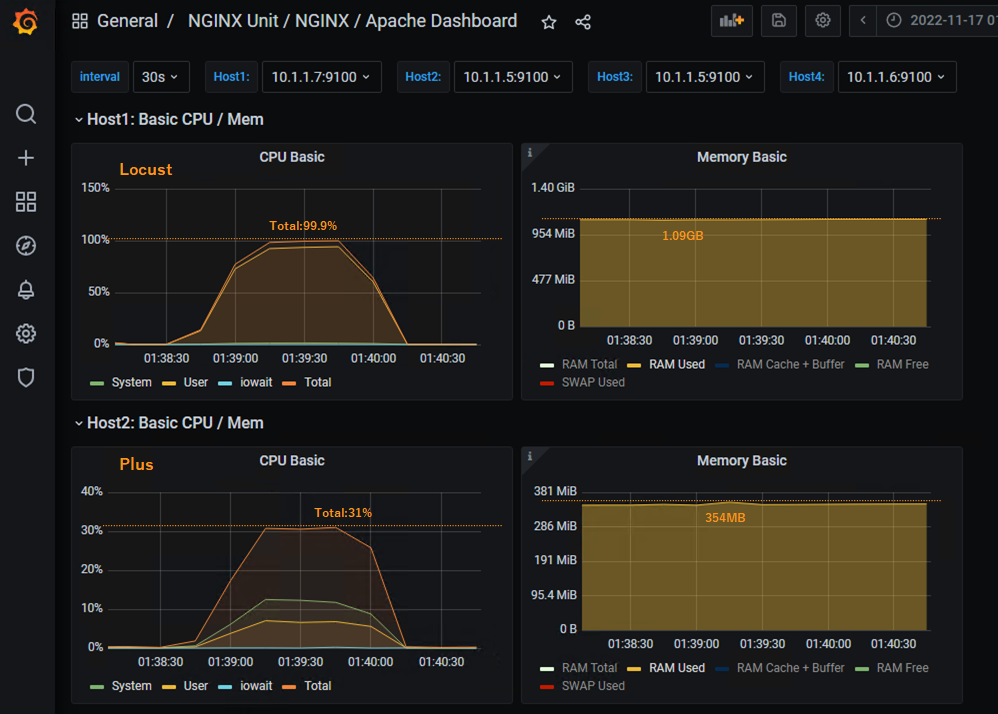 General / NGINX Unit / NGINX / Apache Dashboard
2022-11-17
interval 30s Host1: 10.1.1.7:9100 Host2: 10.1.1.5:9100 Host3: 10.1.1.5:9100 Host4: 10.1.1.6:9100
Host1: Basic CPU / Mem
CPU Basic
Locust
150%
100%
50%
0%
Total:99.9%
01:38:30 01:39:00 01:39:30 01:40:00 01:40:30
System User iowait Total
Memory Basic
1.40 GiB
954 MiB
477 MiB
0 B
1.09GB
01:38:30 01:39:00 01:39:30 01:40:00 01:40:30
RAM Total RAM Used RAM Cache + Buffer RAM Free
SWAP Used
Host2: Basic CPU / Mem
CPU Basic
Plus
40%
30%
20%
10%
0%
Total:31%
01:38:30 01:39:00 01:39:30 01:40:00 01:40:30
System User iowait Total
Memory Basic
381 MiB
286 MiB
191 MiB
95.4 MiB
0 B
354MB
01:38:30 01:39:00 01:39:30 01:40:00 01:40:30
RAM Total RAM Used RAM Cache + Buffer RAM Free
SWAP Used